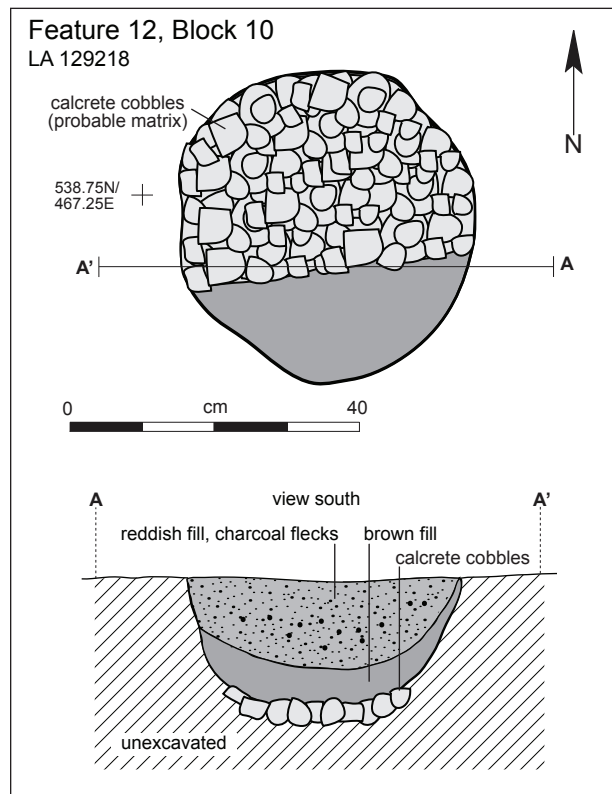 Feature 12, Block 10
LA 129218
calcrete cobbles
(probable matrix)
N
538.75N/
467.25E
A'
A
0
cm
40
A
view south
A'
reddish fill, charcoal flecks
brown fill
calcrete cobbles
unexcavated